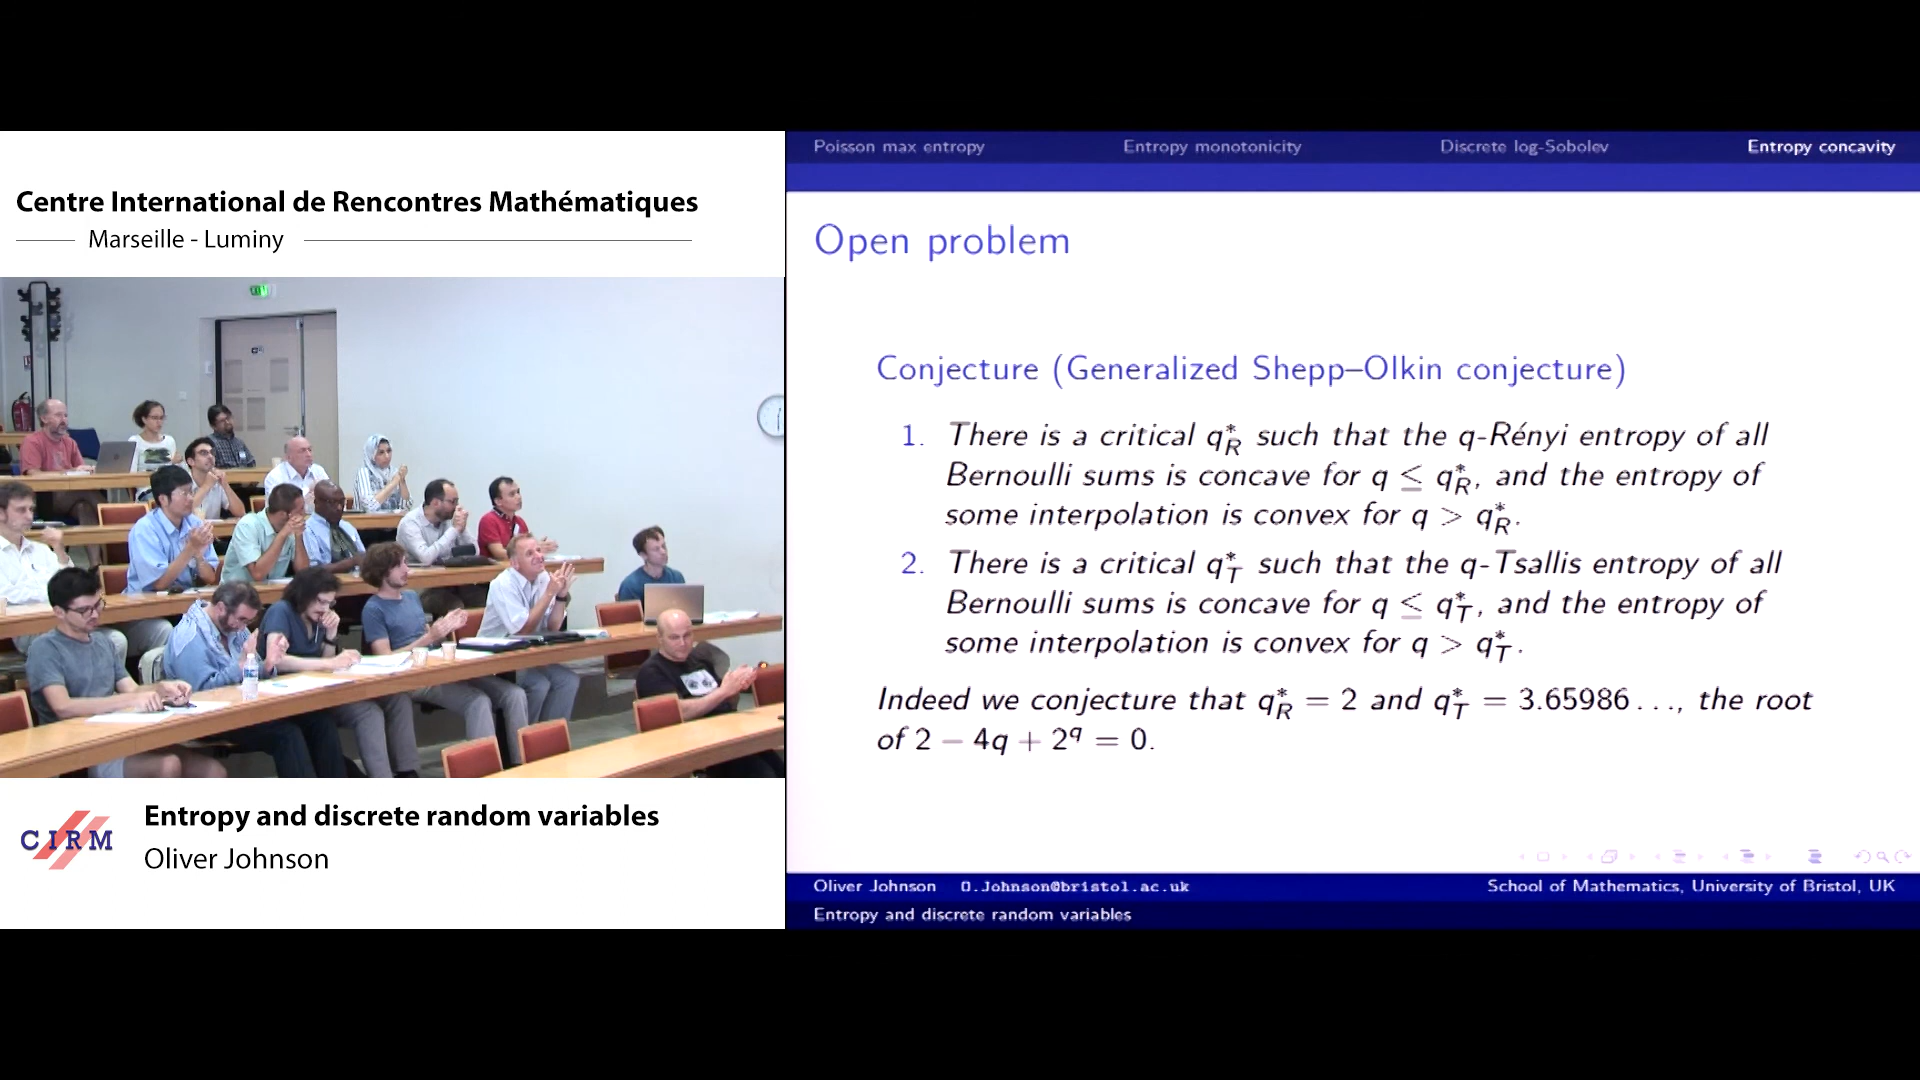 Centre International de Rencontres Mathématiques
Marseille - Luminy
CIRM
Entropy and discrete random variables
Oliver Johnson
Poisson max entropy Entropy monotonicity Discrete log-Sobolev Entropy concavity
Open problem
Conjecture (Generalized Shepp–Olkin conjecture)
1. There is a critical q*_R such that the q-Rényi entropy of all
Bernoulli sums is concave for q ≤ q*_R, and the entropy of
some interpolation is convex for q > q*_R.
2. There is a critical q*_T such that the q-Tsallis entropy of all
Bernoulli sums is concave for q ≤ q*_T, and the entropy of
some interpolation is convex for q > q*_T.
Indeed we conjecture that q*_R = 2 and q*_T = 3.65986..., the root
of 2 − 4q + 2^q = 0.
Oliver Johnson O.Johnson@bristol.ac.uk School of Mathematics, University of Bristol, UK
Entropy and discrete random variables